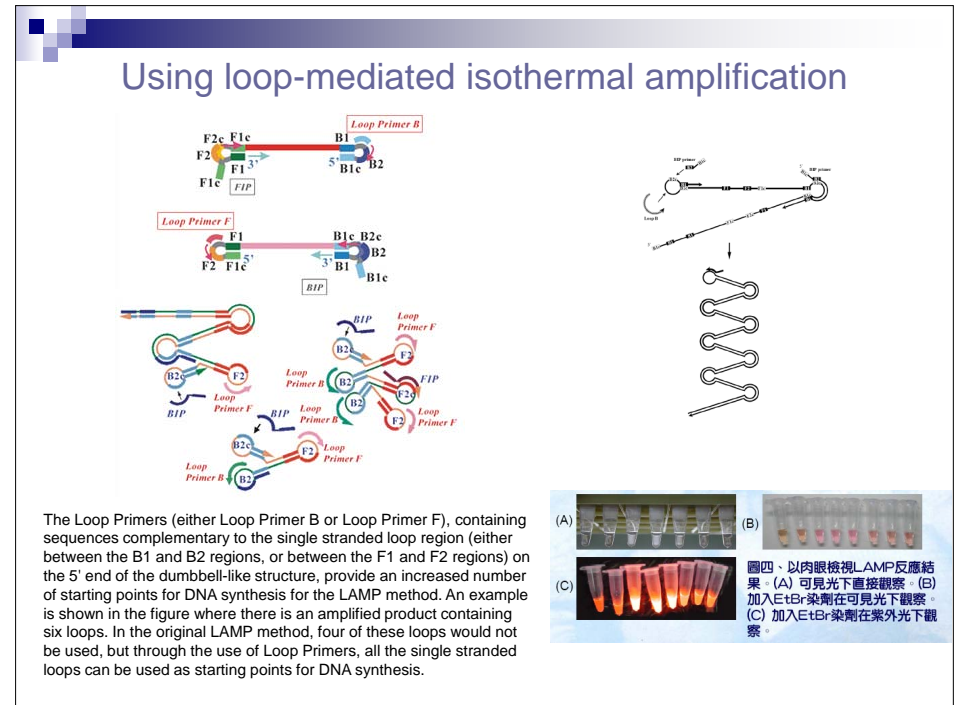 Using loop-mediated isothermal amplification
Loop Primer B
F2c F1c
B1
F2
F1 3'
5' B1c B2
F1c
FIP
Loop Primer F
F1
B1c B2c
B2
F2 F1c 5'
3' B1
B1c
BIP
BIP
Loop
Primer F
B2c
F2
Loop
Primer B
B2
FIP
F2c
B2
Loop
Primer B
F2
Loop
Primer F
B2c
F2
BIP
Loop
Primer F
BIP
B2c
F2
Loop
Primer F
Loop
Primer B
B2
BIP primer
BIP primer
Loop B
The Loop Primers (either Loop Primer B or Loop Primer F), containing
sequences complementary to the single stranded loop region (either
between the B1 and B2 regions, or between the F1 and F2 regions) on
the 5' end of the dumbbell-like structure, provide an increased number
of starting points for DNA synthesis for the LAMP method. An example
is shown in the figure where there is an amplified product containing
six loops. In the original LAMP method, four of these loops would not
be used, but through the use of Loop Primers, all the single stranded
loops can be used as starting points for DNA synthesis.
(A)
(B)
(C)
圖四、以肉眼檢視LAMP反應結
果。(A) 可見光下直接觀察。(B)
加入EtBr染劑在可見光下觀察。
(C) 加入EtBr染劑在紫外光下觀
察。